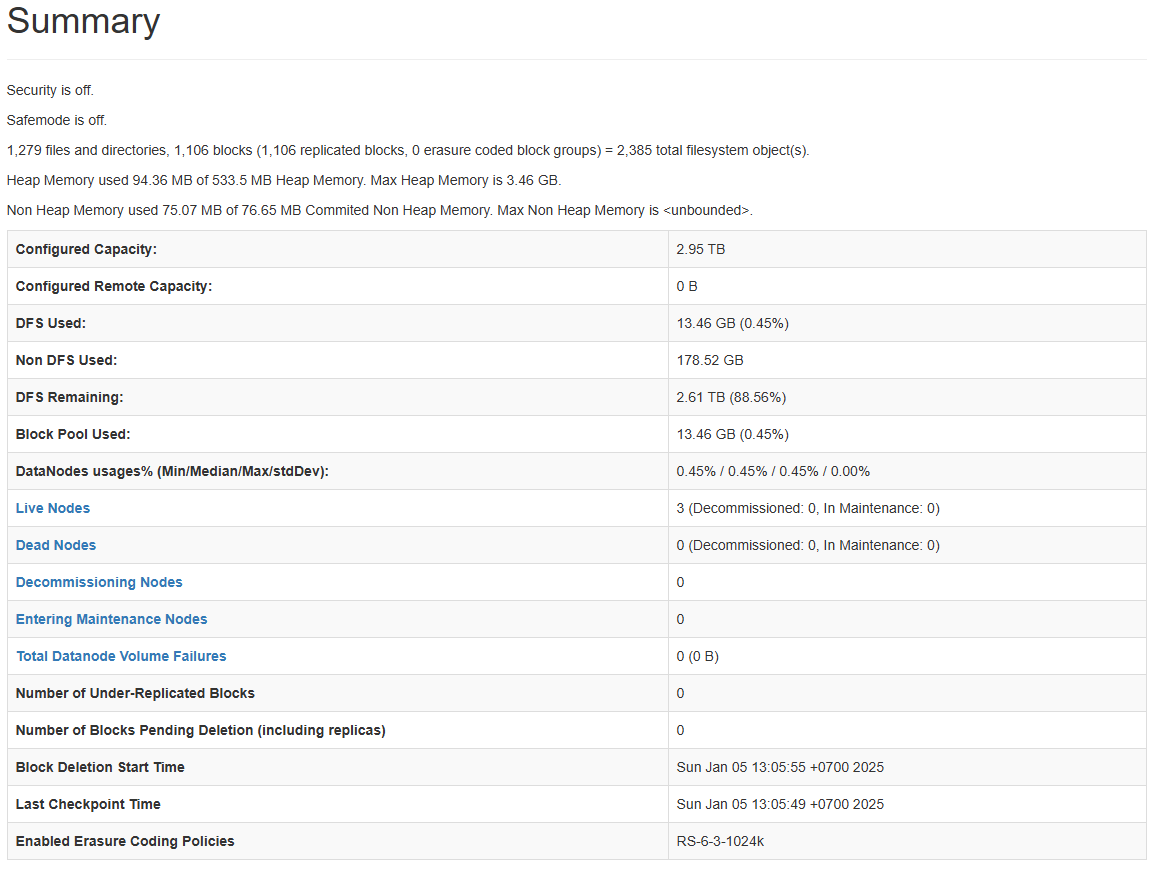 Summary
Security is off.
Safemode is off.
1,279 files and directories, 1,106 blocks (1,106 replicated blocks, 0 erasure coded block groups) = 2,385 total filesystem object(s).
Heap Memory used 94.36 MB of 533.5 MB Heap Memory. Max Heap Memory is 3.46 GB.
Non Heap Memory used 75.07 MB of 76.65 MB Commited Non Heap Memory. Max Non Heap Memory is <unbounded>.
Configured Capacity: 2.95 TB
Configured Remote Capacity: 0 B
DFS Used: 13.46 GB (0.45%)
Non DFS Used: 178.52 GB
DFS Remaining: 2.61 TB (88.56%)
Block Pool Used: 13.46 GB (0.45%)
DataNodes usages% (Min/Median/Max/stdDev): 0.45% / 0.45% / 0.45% / 0.00%
Live Nodes 3 (Decommissioned: 0, In Maintenance: 0)
Dead Nodes 0 (Decommissioned: 0, In Maintenance: 0)
Decommissioning Nodes 0
Entering Maintenance Nodes 0
Total Datanode Volume Failures 0 (0 B)
Number of Under-Replicated Blocks 0
Number of Blocks Pending Deletion (including replicas) 0
Block Deletion Start Time Sun Jan 05 13:05:55 +0700 2025
Last Checkpoint Time Sun Jan 05 13:05:49 +0700 2025
Enabled Erasure Coding Policies RS-6-3-1024k